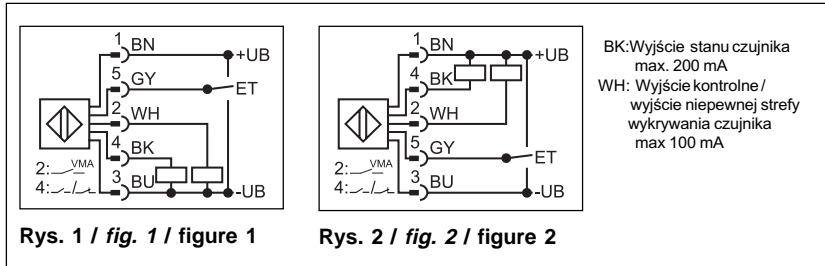 1 BN +UB
5 GY ET
2 WH
4 BK
3 BU -UB
2: VMA
4: /
Rys. 1 / fig. 1 / figure 1
1 BN +UB
4 BK
2 WH
5 GY ET
3 BU -UB
2: VMA
4: /
Rys. 2 / fig. 2 / figure 2
BK:Wyjście stanu czujnika
max. 200 mA
WH: Wyjście kontrolne /
wyjście niepewnej strefy
wykrywania czujnika
max 100 mA